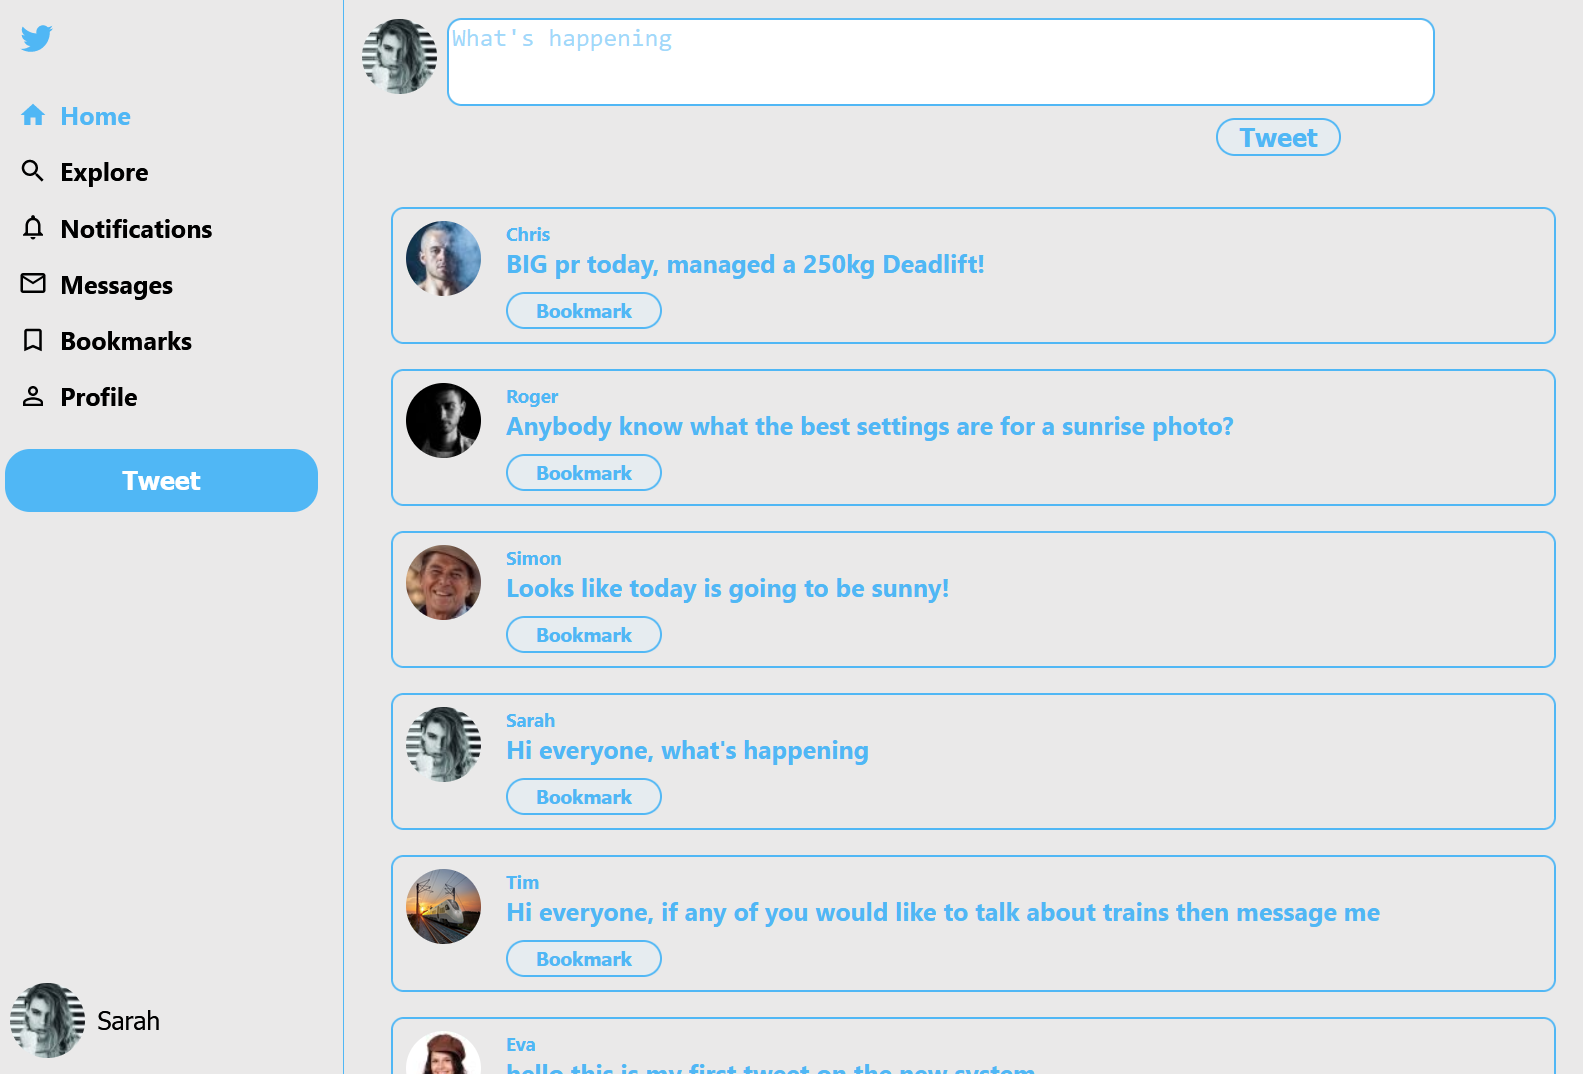 Home
Explore
Notifications
Messages
Bookmarks
Profile
Tweet
Sarah
What's happening
Tweet
Chris
BIG pr today, managed a 250kg Deadlift!
Bookmark
Roger
Anybody know what the best settings are for a sunrise photo?
Bookmark
Simon
Looks like today is going to be sunny!
Bookmark
Sarah
Hi everyone, what's happening
Bookmark
Tim
Hi everyone, if any of you would like to talk about trains then message me
Bookmark
Eva
hello this is my first tweet on the new system